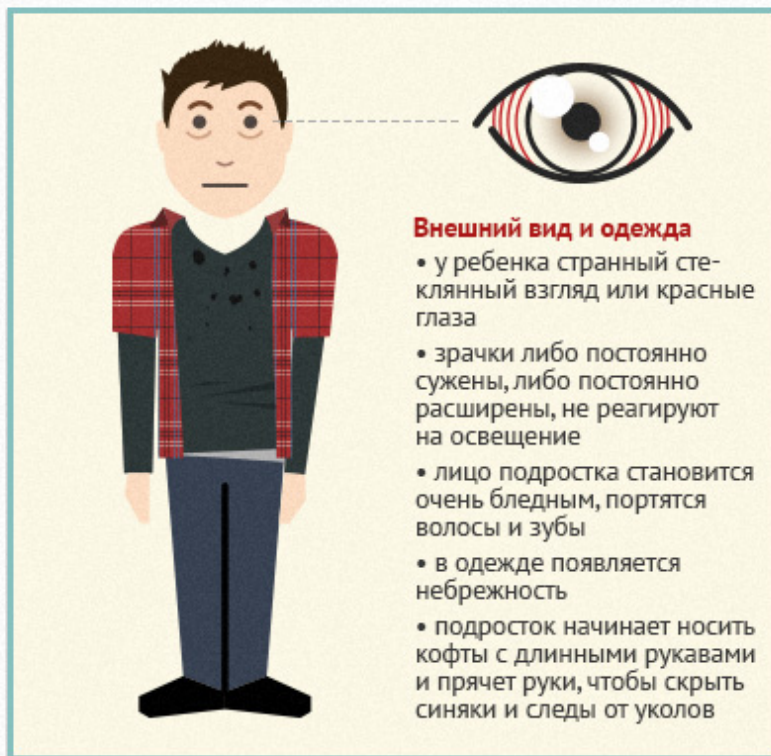 Внешний вид и одежда
• у ребенка странный сте-
клянный взгляд или красные
глаза
• зрачки либо постоянно
сужены, либо постоянно
расширены, не реагируют
на освещение
• лицо подростка становится
очень бледным, портятся
волосы и зубы
• в одежде появляется
небрежность
• подросток начинает носить
кофты с длинными рукавами
и прячет руки, чтобы скрыть
синяки и следы от уколов